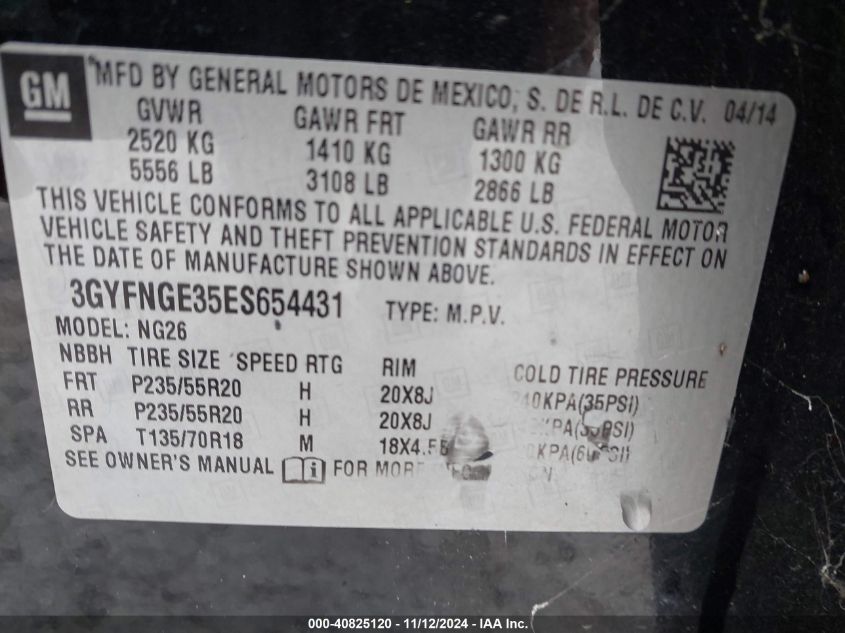 GM
MFD BY GENERAL MOTORS DE MEXICO, S. DE R.L. DE C.V. 04/14
GVWR GAWR FRT GAWR RR
2520 KG 1410 KG 1300 KG
5556 LB 3108 LB 2866 LB
THIS VEHICLE CONFORMS TO ALL APPLICABLE U.S. FEDERAL MOTOR
VEHICLE SAFETY AND THEFT PREVENTION STANDARDS IN EFFECT ON
THE DATE OF MANUFACTURE SHOWN ABOVE.
3GYFNGE35ES654431 TYPE: M.P.V.
MODEL: NG26
NBBH TIRE SIZE SPEED RTG RIM COLD TIRE PRESSURE
FRT P235/55R20 H 20X8J 240KPA(35PSI)
RR P235/55R20 H 20X8J
SPA T135/70R18 M
SEE OWNER'S MANUAL FOR MORE
000-40825120 - 11/12/2024 - IAA Inc.